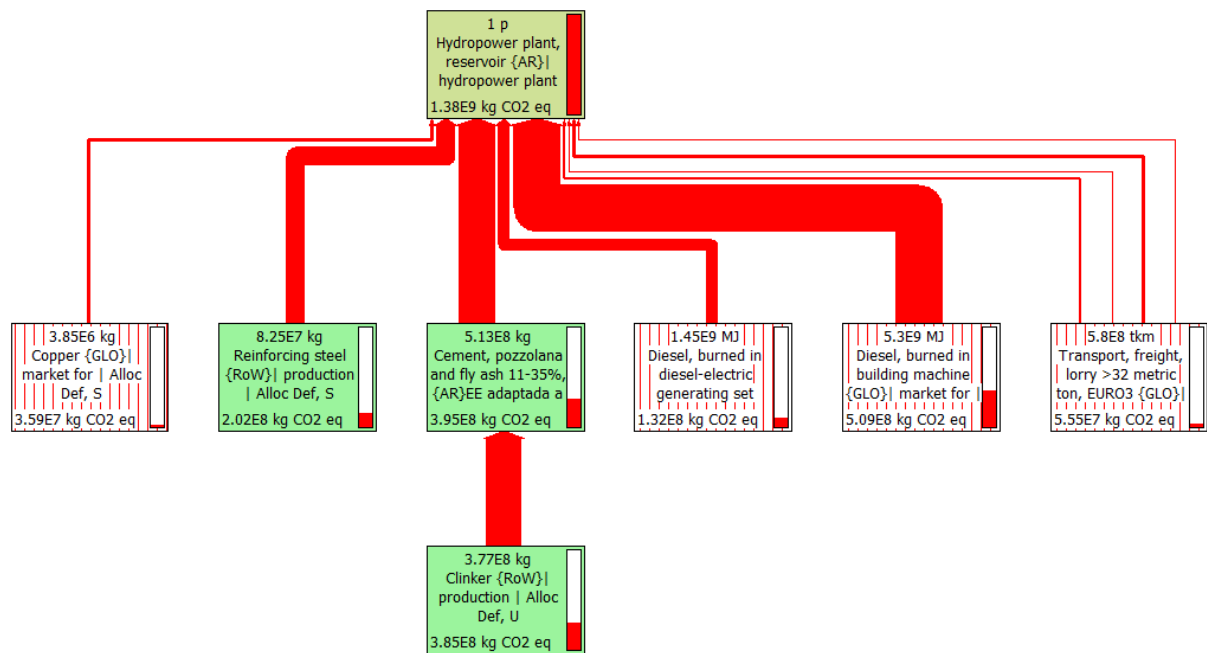 1 p
Hydropower plant,
reservoir {AR}|
hydropower plant
1.38E9 kg CO2 eq
3.85E6 kg
Copper {GLO}|
market for | Alloc
Def, S
3.59E7 kg CO2 eq
8.25E7 kg
Reinforcing steel
{RoW}| production
| Alloc Def, S
2.02E8 kg CO2 eq
5.13E8 kg
Cement, pozzolana
and fly ash 11-35%,
{AR}EE adaptada a
3.95E8 kg CO2 eq
1.45E9 MJ
Diesel, burned in
diesel-electric
generating set
1.32E8 kg CO2 eq
5.3E9 MJ
Diesel, burned in
building machine
{GLO}| market for |
5.09E8 kg CO2 eq
5.8E8 tkm
Transport, freight,
lorry >32 metric
ton, EURO3 {GLO}|
5.55E7 kg CO2 eq
3.77E8 kg
Clinker {RoW}|
production | Alloc
Def, U
3.85E8 kg CO2 eq